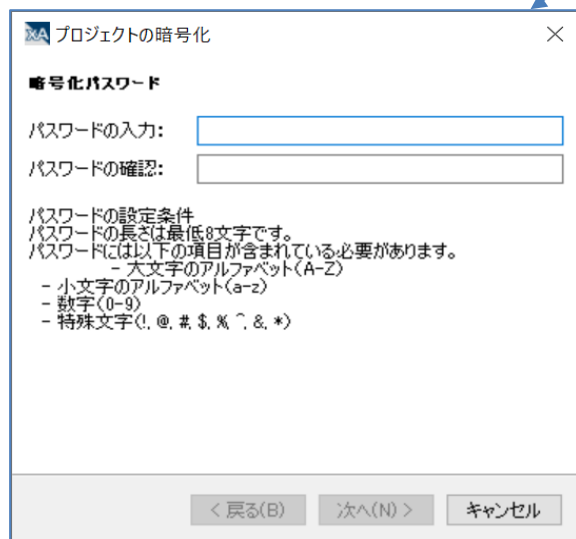 XA プロジェクトの暗号化
暗号化パスワード
パスワードの入力:
パスワードの確認:
パスワードの設定条件
パスワードの長さは最低8文字です。
パスワードには以下の項目が含まれている必要があります。
- 大文字のアルファベット(A-Z)
- 小文字のアルファベット(a-z)
- 数字(0-9)
- 特殊文字(!, @, #, $, %, ^, &, *)
< 戻る(B) 次へ(N) > キャンセル